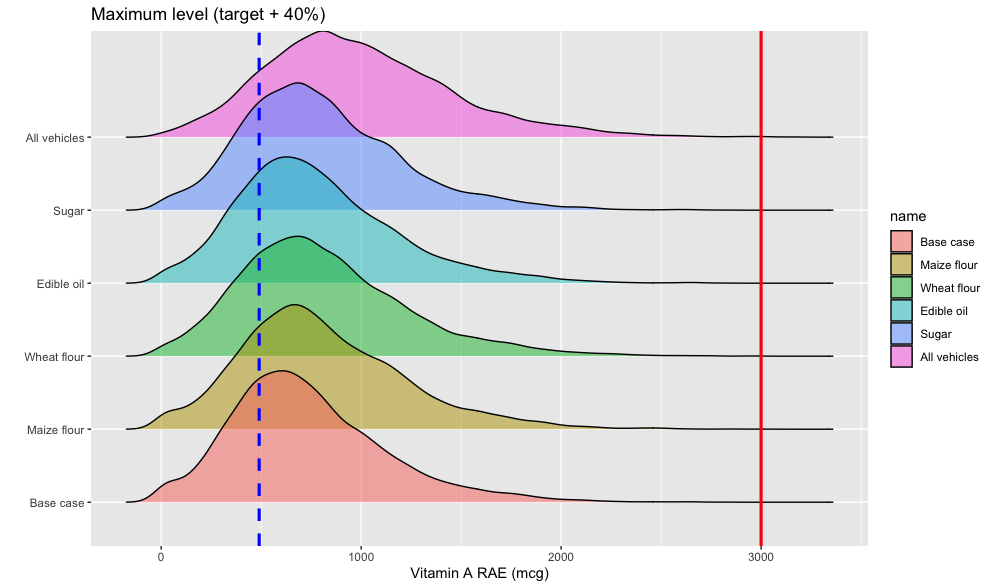 Maximum level (target + 40%)
All vehicles
Sugar
Edible oil
Wheat flour
Maize flour
Base case
0
1000
2000
3000
Vitamin A RAE (mcg)
name
Base case
Maize flour
Wheat flour
Edible oil
Sugar
All vehicles